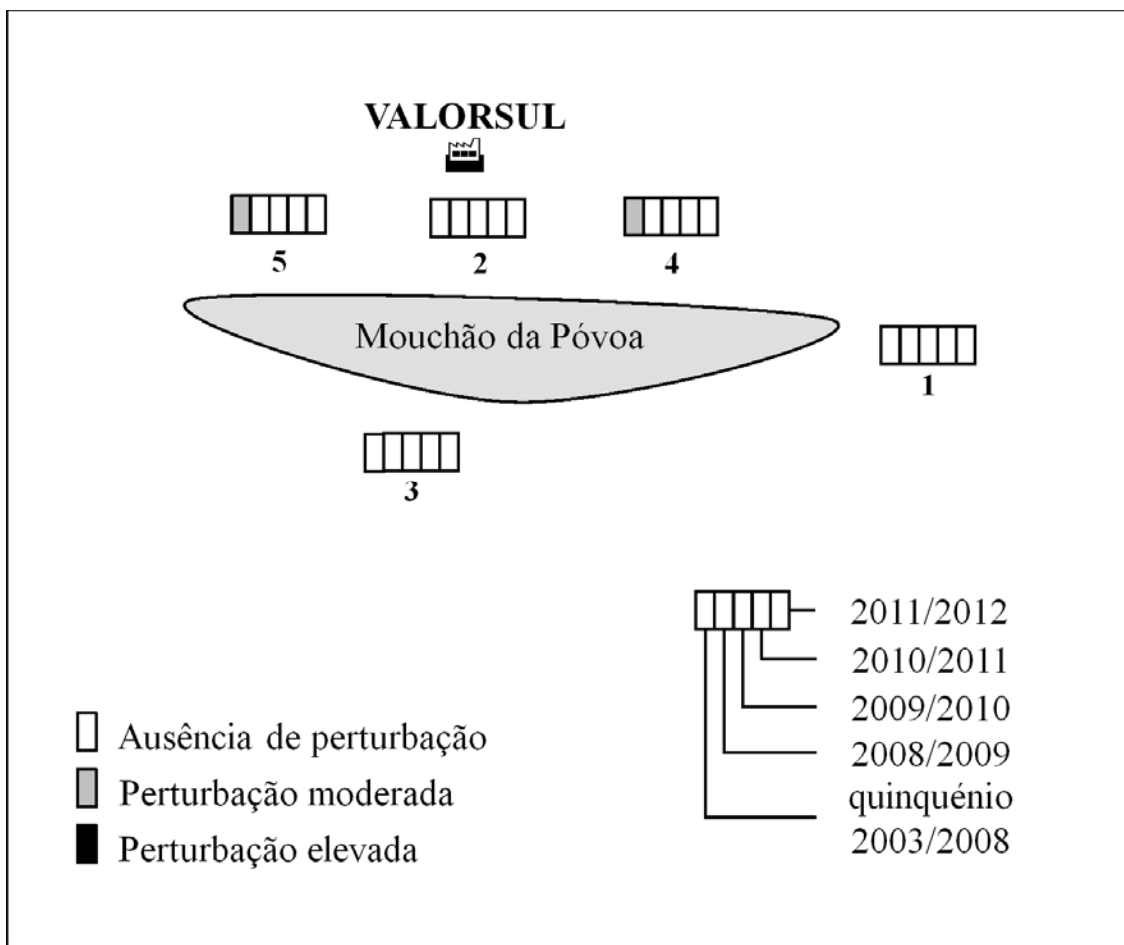 VALORSUL
5
2
4
Mouchão da Póvoa
1
3
2011/2012
2010/2011
2009/2010
2008/2009
quinquénio
2003/2008
Ausência de perturbação
Perturbação moderada
Perturbação elevada